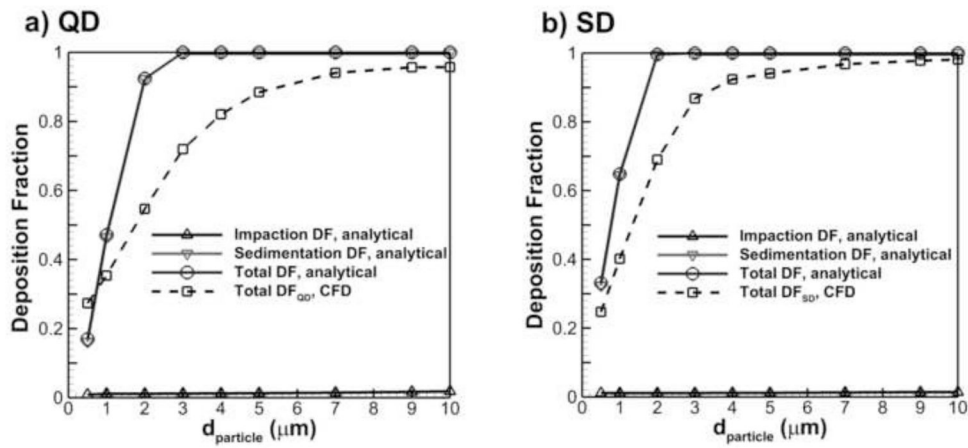 a) QD
Deposition Fraction
1
0.8
0.6
0.4
0.2
0
Impaction DF, analytical
Sedimentation DF, analytical
Total DF, analytical
Total DF_QD, CFD
0 1 2 3 4 5 6 7 8 9 10
d_particle (μm)
b) SD
Deposition Fraction
1
0.8
0.6
0.4
0.2
0
Impaction DF, analytical
Sedimentation DF, analytical
Total DF, analytical
Total DF_SD, CFD
0 1 2 3 4 5 6 7 8 9 10
d_particle (μm)